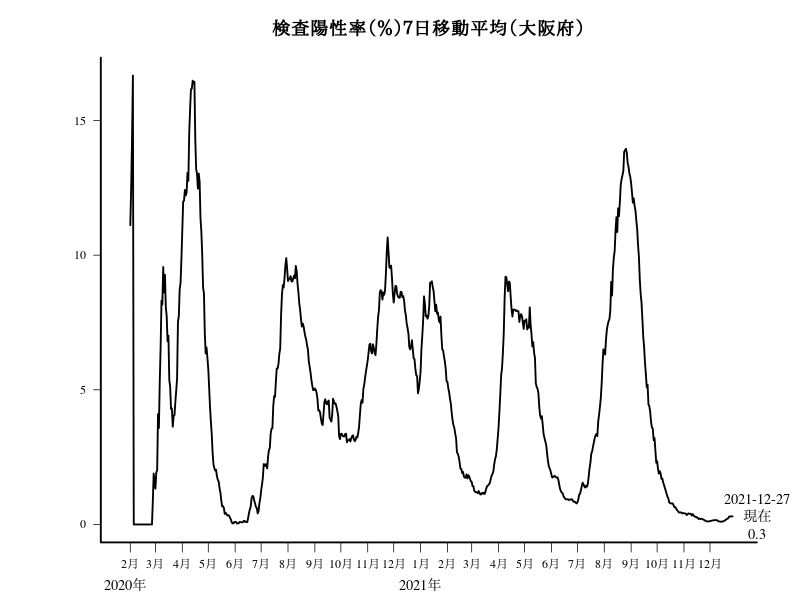 検査陽性率(%)7日移動平均(大阪府)
15
10
5
0
2021-12-27
現在
0.3
2月 3月 4月 5月 6月 7月 8月 9月 10月 11月 12月 1月 2月 3月 4月 5月 6月 7月 8月 9月 10月 11月 12月
2020年 2021年